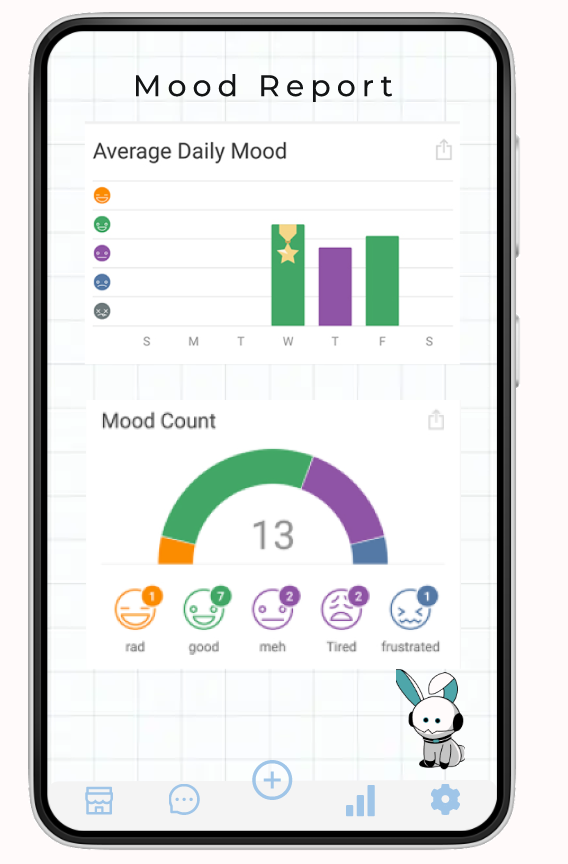 Mood Report
Average Daily Mood
S M T W T F S
Mood Count
13
1 7 2 2 1
rad good meh Tired frustrated